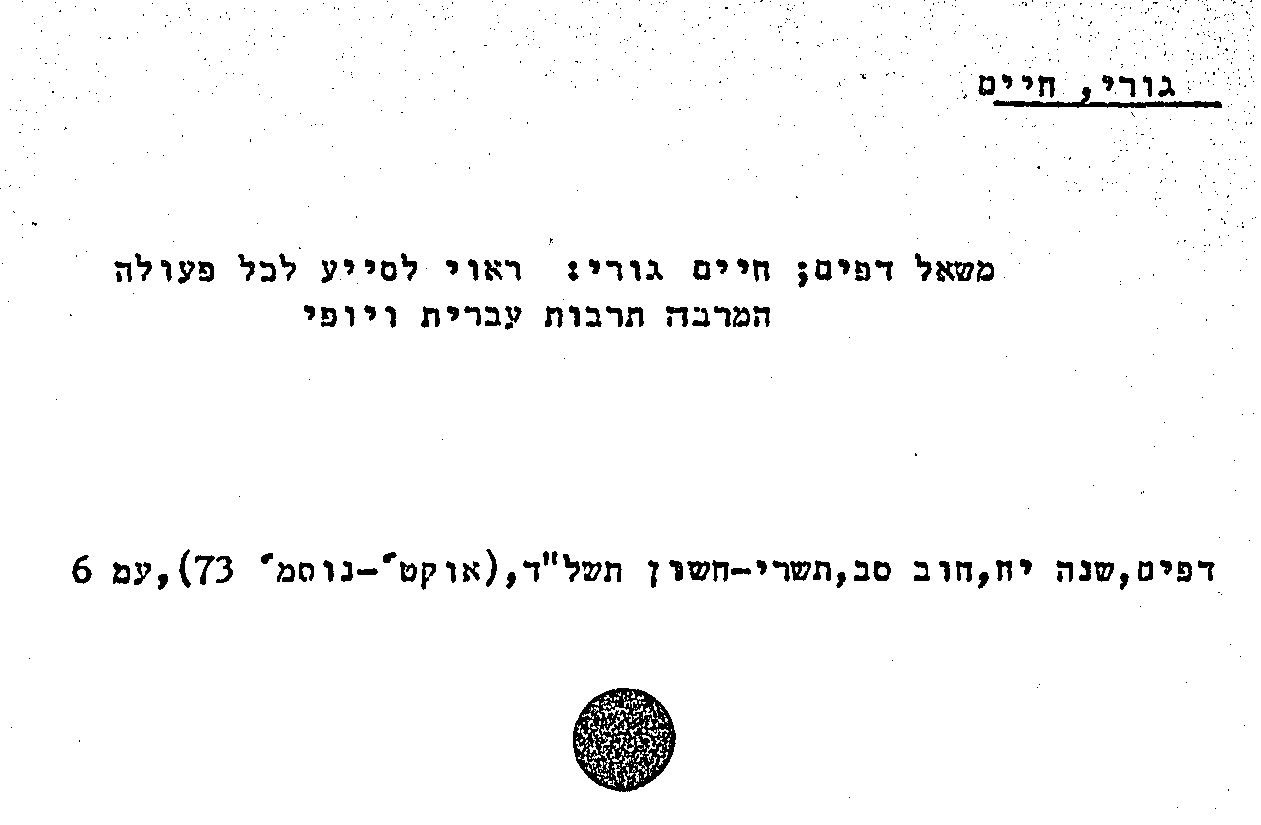 גורי, חיים
משאל דפים; חיים גורי: ראוי לסייע לכל פעולה
המרבה תרבות עברית ויופי
דפים,שנה יח,חוב סב,תשרי-חשון תשל"ד,(אוקט'-נוסמ' 73),עמ 6